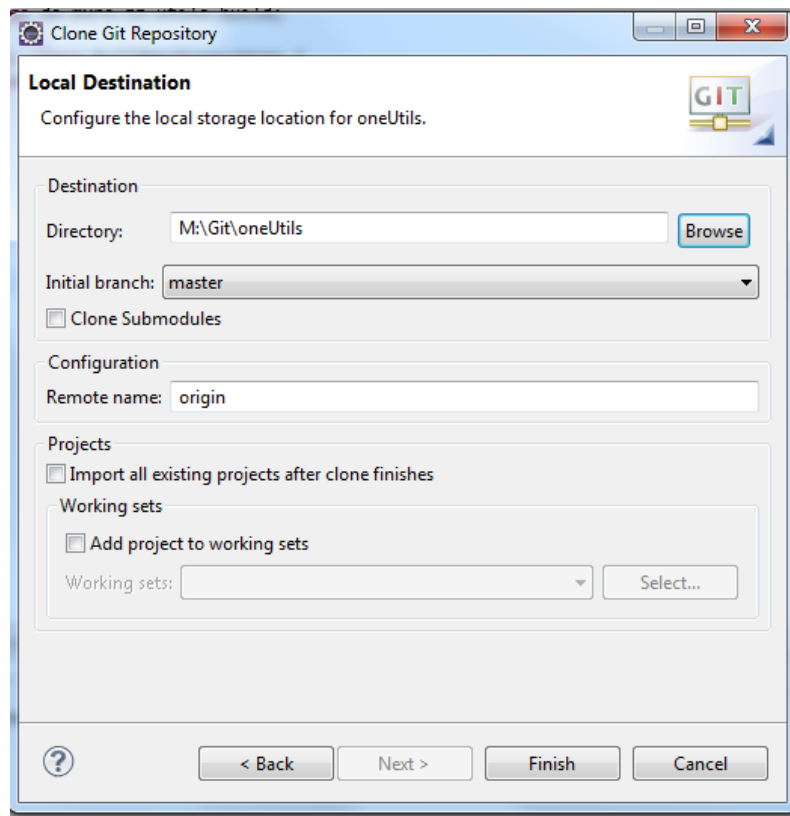 Clone Git Repository
Local Destination
Configure the local storage location for oneUtils.
GIT
Destination
Directory: M:\Git\oneUtils Browse
Initial branch: master
Clone Submodules
Configuration
Remote name: origin
Projects
Import all existing projects after clone finishes
Working sets
Add project to working sets
Working sets: Select...
? < Back Next > Finish Cancel